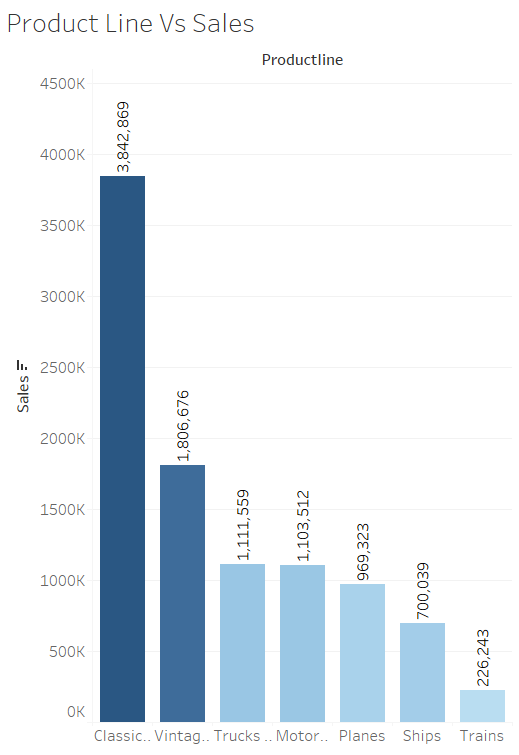 Product Line Vs Sales
Productline
4500K
4000K
3500K
3000K
2500K
2000K
1500K
1000K
500K
0K
Sales
3,842,869
1,806,676
1,111,559
1,103,512
969,323
700,039
226,243
Classic..
Vintag..
Trucks ..
Motor..
Planes
Ships
Trains